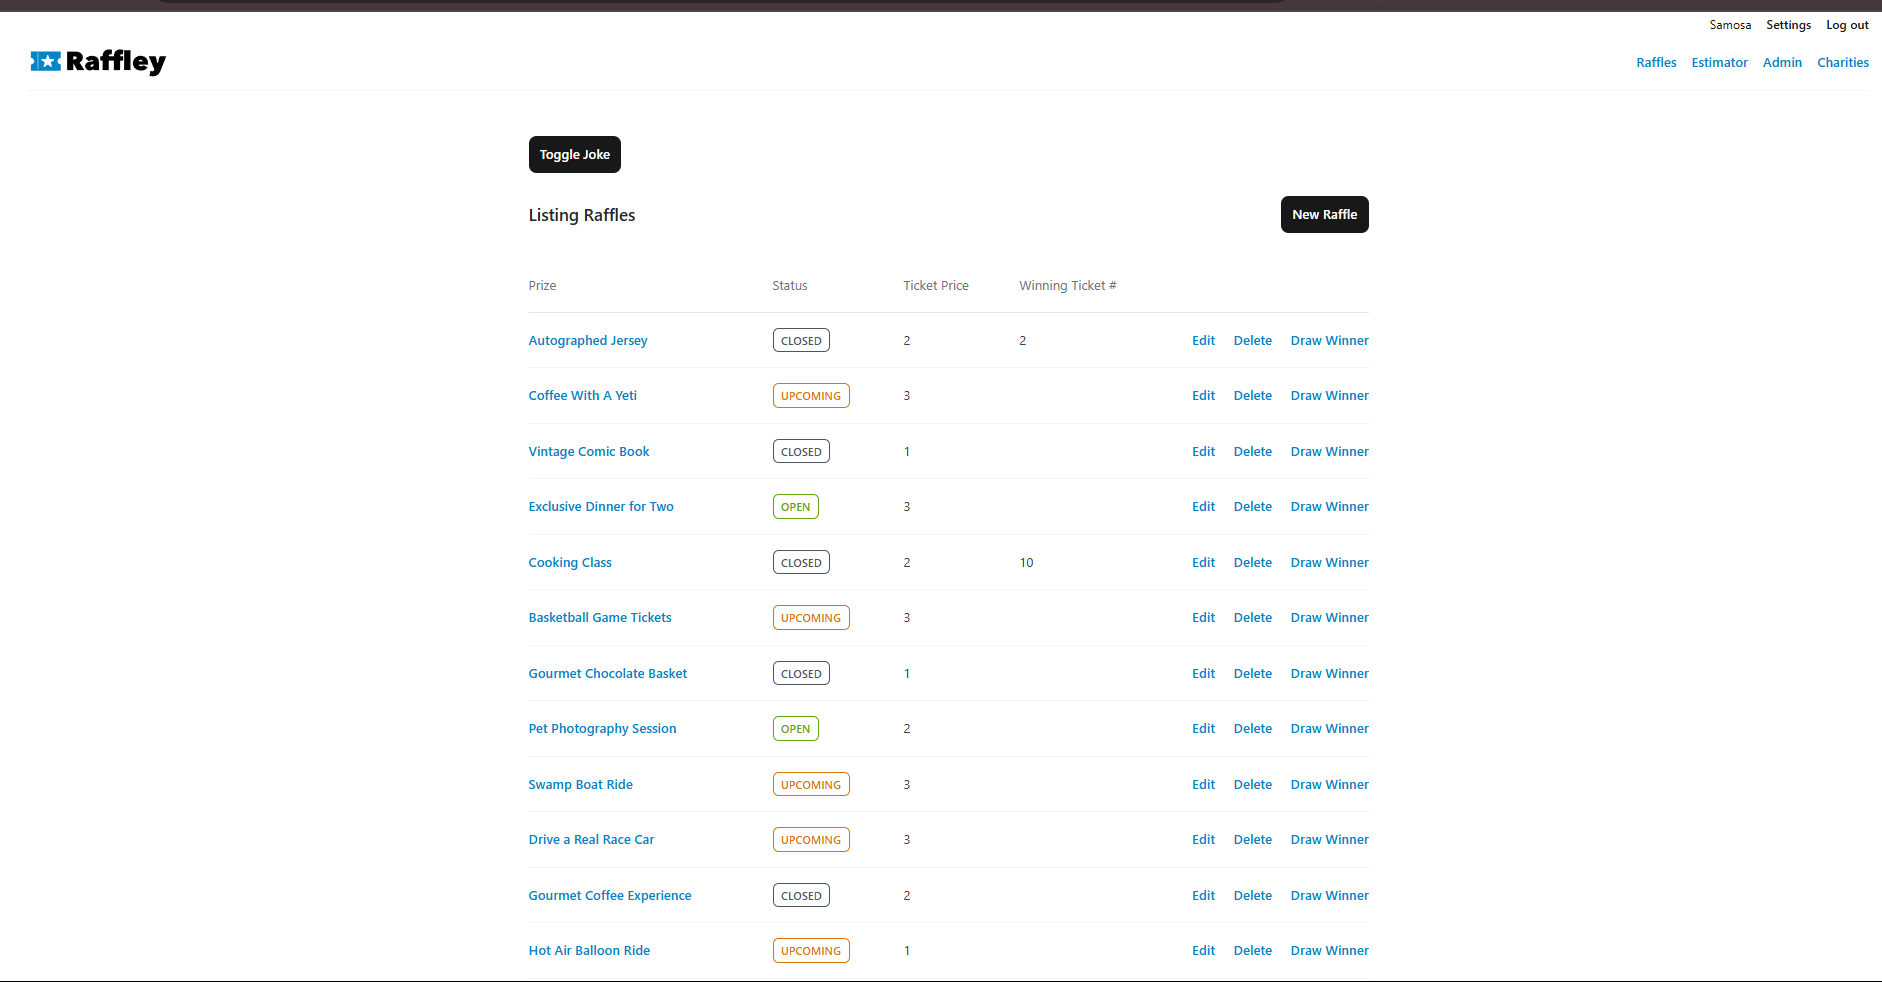 Samosa Settings Log out
Raffley
Raffles Estimator Admin Charities
Toggle Joke
Listing Raffles New Raffle
Prize Status Ticket Price Winning Ticket #
Autographed Jersey CLOSED 2 2 Edit Delete Draw Winner
Coffee With A Yeti UPCOMING 3 Edit Delete Draw Winner
Vintage Comic Book CLOSED 1 Edit Delete Draw Winner
Exclusive Dinner for Two OPEN 3 Edit Delete Draw Winner
Cooking Class CLOSED 2 10 Edit Delete Draw Winner
Basketball Game Tickets UPCOMING 3 Edit Delete Draw Winner
Gourmet Chocolate Basket CLOSED 1 Edit Delete Draw Winner
Pet Photography Session OPEN 2 Edit Delete Draw Winner
Swamp Boat Ride UPCOMING 3 Edit Delete Draw Winner
Drive a Real Race Car UPCOMING 3 Edit Delete Draw Winner
Gourmet Coffee Experience CLOSED 2 Edit Delete Draw Winner
Hot Air Balloon Ride UPCOMING 1 Edit Delete Draw Winner